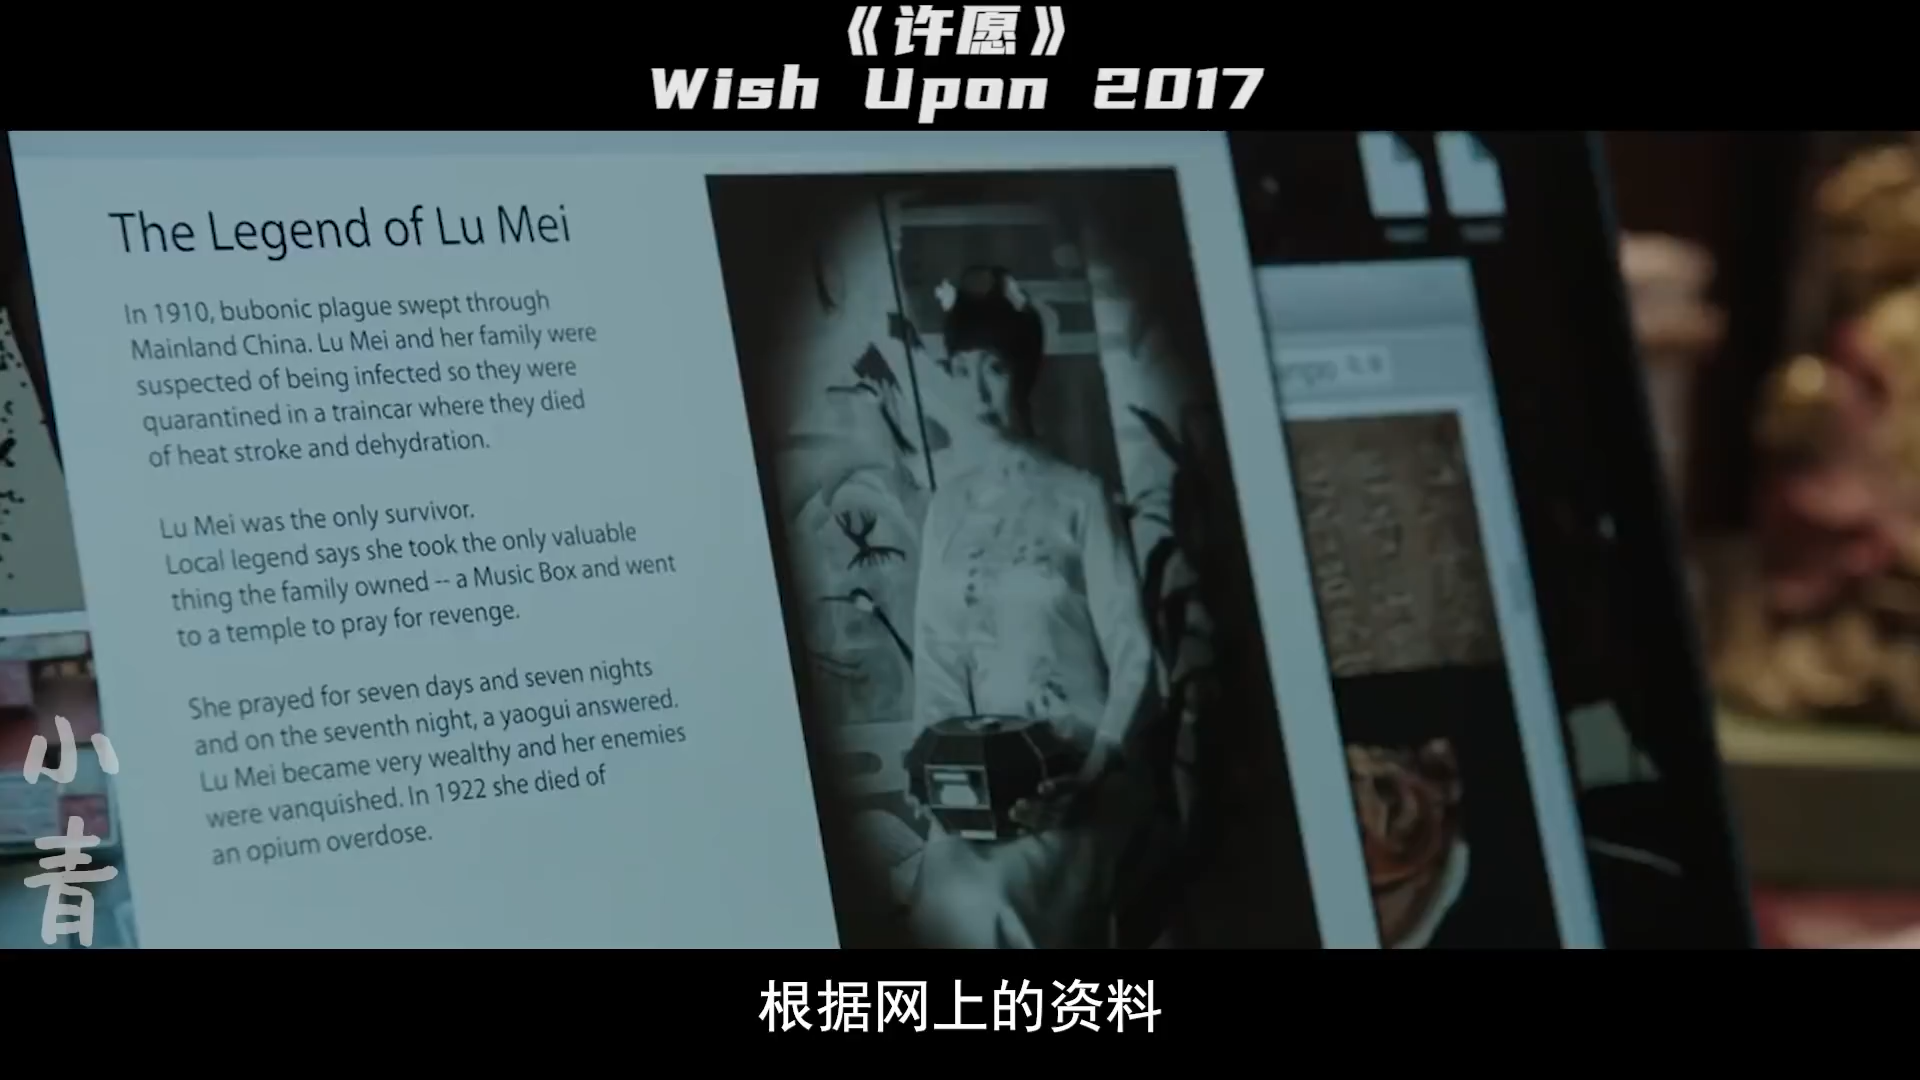 《许愿》
Wish Upon 2017
The Legend of Lu Mei
In 1910, bubonic plague swept through
Mainland China. Lu Mei and her family were
suspected of being infected so they were
quarantined in a traincar where they died
of heat stroke and dehydration.
Lu Mei was the only survivor.
Local legend says she took the only valuable
thing the family owned -- a Music Box and went
to a temple to pray for revenge.
She prayed for seven days and seven nights
and on the seventh night, a yaogui answered.
Lu Mei became very wealthy and her enemies
were vanquished. In 1922 she died of
an opium overdose.
小青
根据网上的资料